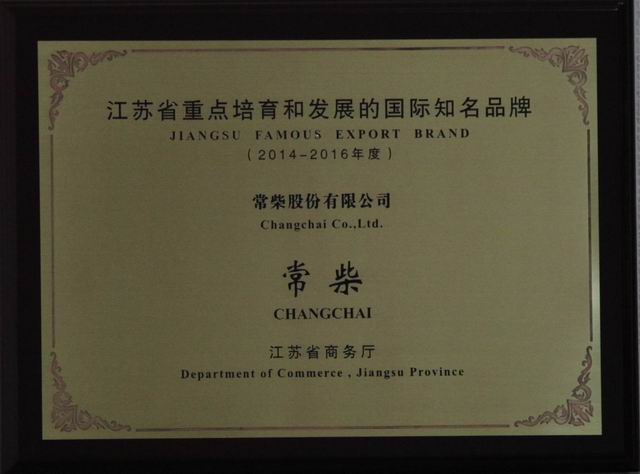 江苏省重点培育和发展的国际知名品牌
JIANGSU FAMOUS EXPORT BRAND
（2014-2016年度）
常柴股份有限公司
Changchai Co.,Ltd.
常柴
CHANGCHAI
江苏省商务厅
Department of Commerce , Jiangsu Province